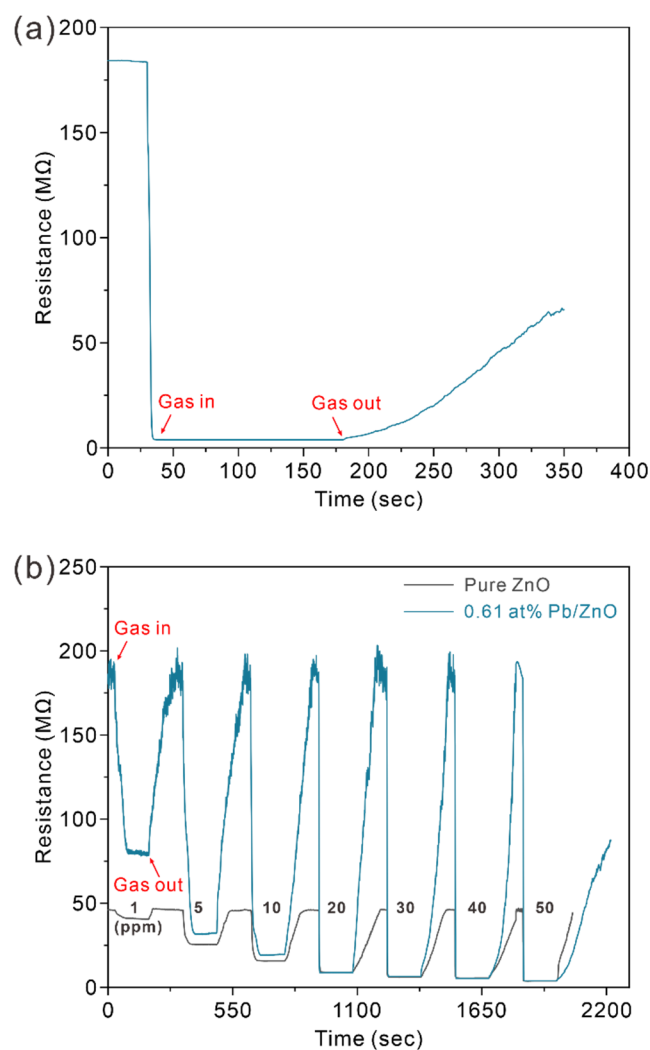 (a)
200
150
100
50
0
Resistance (MΩ)
Gas in
Gas out
0 50 100 150 200 250 300 350 400
Time (sec)
(b)
250
200
150
100
50
0
Resistance (MΩ)
Pure ZnO
0.61 at% Pb/ZnO
Gas in
Gas out
1 5 10 20 30 40 50
(ppm)
0 550 1100 1650 2200
Time (sec)